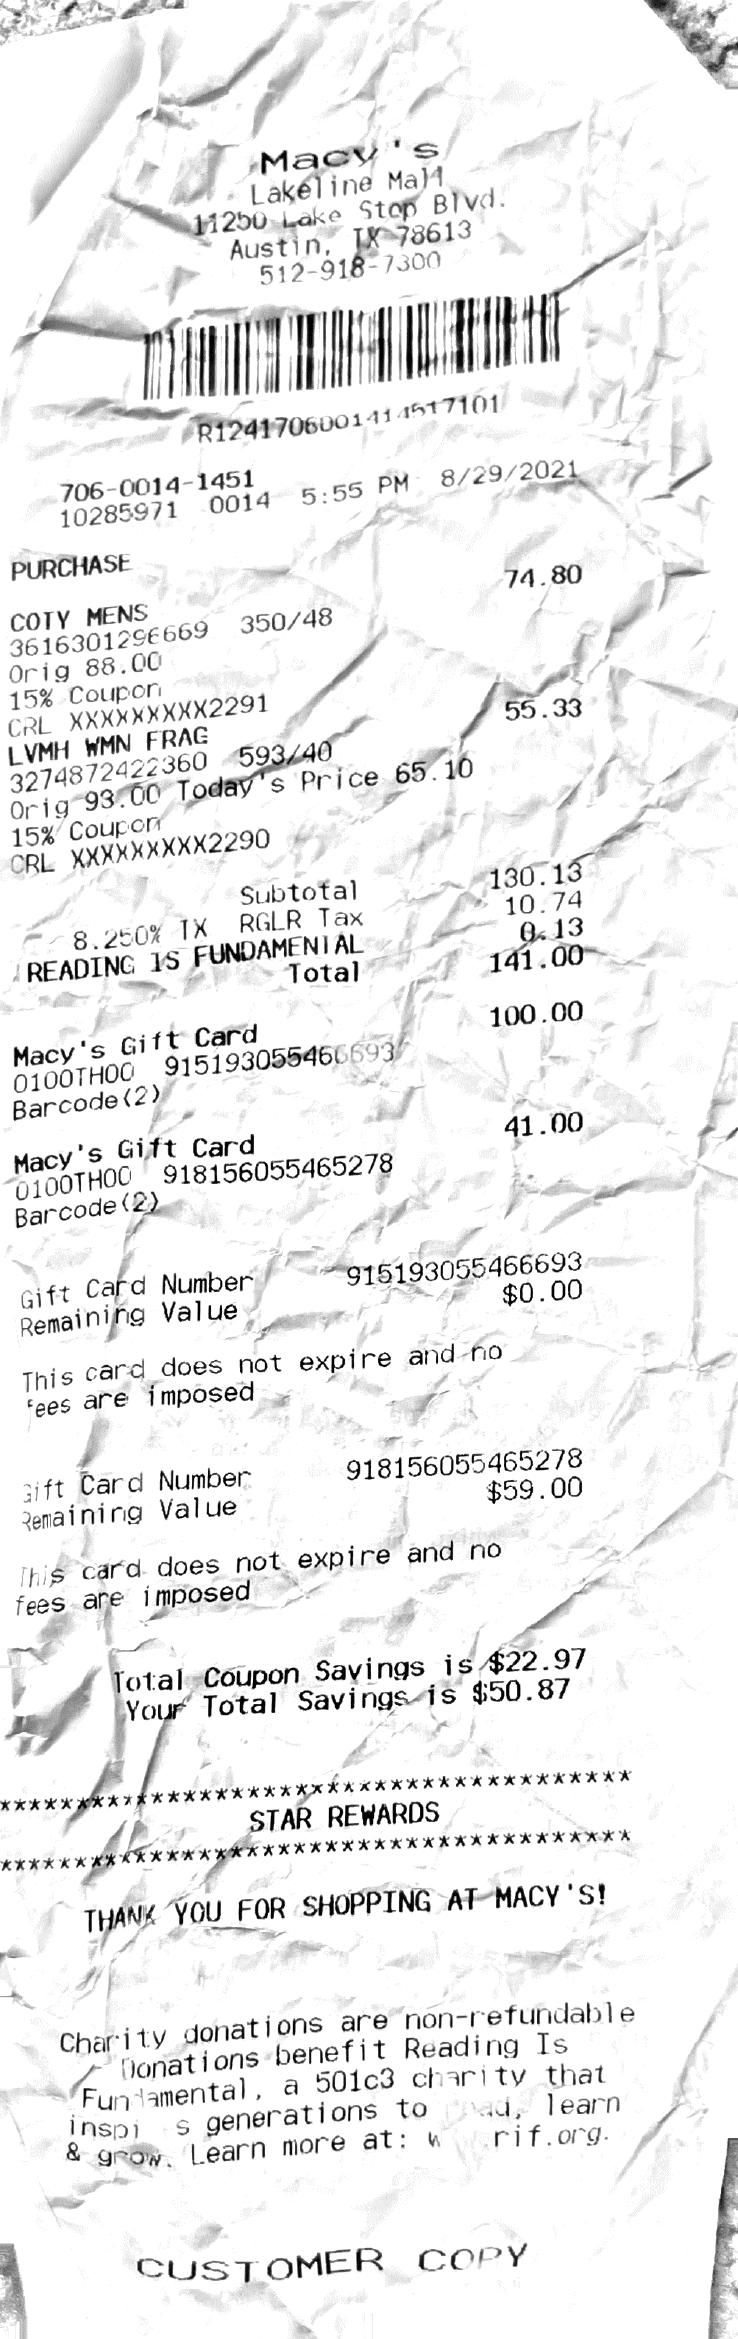 Macy's
Lakeline Mall
11250 Lake Stop Blvd.
Austin, TX 78613
512-918-7300
R1241706001414517101
706-0014-1451
10285971 0014 5:55 PM 8/29/2021
PURCHASE
COTY MENS 74.80
3616301296669 350/48
Orig 88.00
15% Coupon
CRL XXXXXXXXX2291
LVMH WMN FRAG 55.33
3274872422360 593/40
Orig 93.00 Today's Price 65.10
15% Coupon
CRL XXXXXXXXX2290
Subtotal 130.13
8.250% TX RGLR Tax 10.74
READING IS FUNDAMENTAL 0.13
Total 141.00
Macy's Gift Card 100.00
0100TH00 915193055466693
Barcode(2)
Macy's Gift Card 41.00
0100TH00 918156055465278
Barcode(2)
Gift Card Number 915193055466693
Remaining Value $0.00
This card does not expire and no
fees are imposed
Gift Card Number 918156055465278
Remaining Value $59.00
This card does not expire and no
fees are imposed
Total Coupon Savings is $22.97
Your Total Savings is $50.87
***************************************
STAR REWARDS
***************************************
THANK YOU FOR SHOPPING AT MACY'S!
Charity donations are non-refundable
Donations benefit Reading Is
Fundamental, a 501c3 charity that
generations to learn
& grow. Learn more at: rif.org.
CUSTOMER COPY